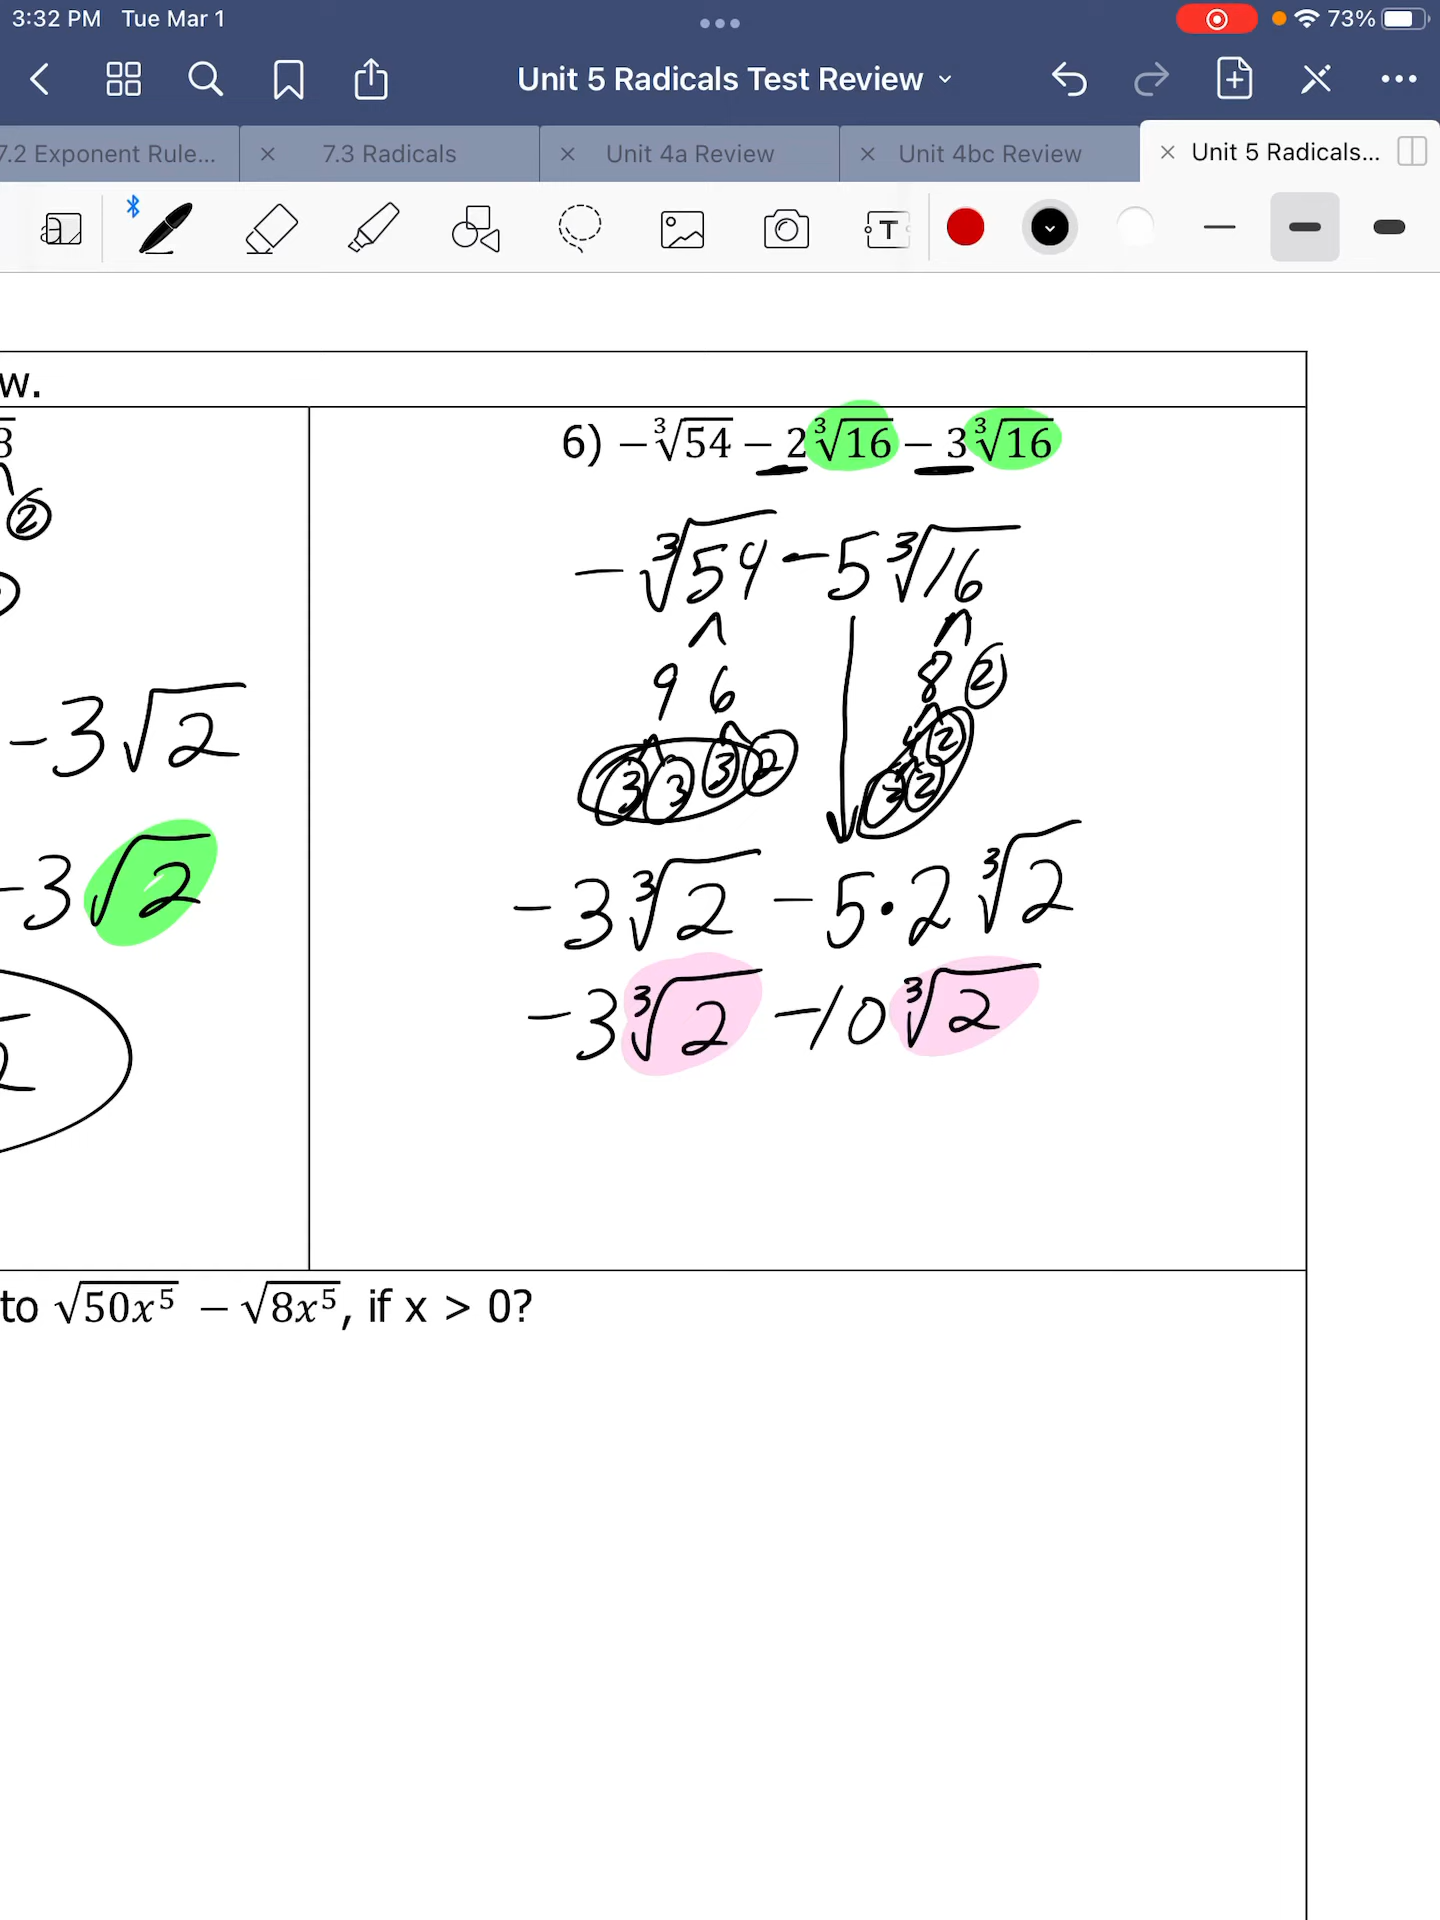 3:32 PM Tue Mar 1 73%
Unit 5 Radicals Test Review
7.2 Exponent Rule... × 7.3 Radicals × Unit 4a Review × Unit 4bc Review × Unit 5 Radicals...
a T
w.
6) −∛54 − 2∛16 − 3∛16
2
−∛54 − 5∛16
9 6 8 2
3 3 3 2 2 2 2
−3√2
−3∛2 − 5·2∛2
−3√2
−3∛2 −10∛2
to √50x⁵ − √8x⁵, if x > 0?